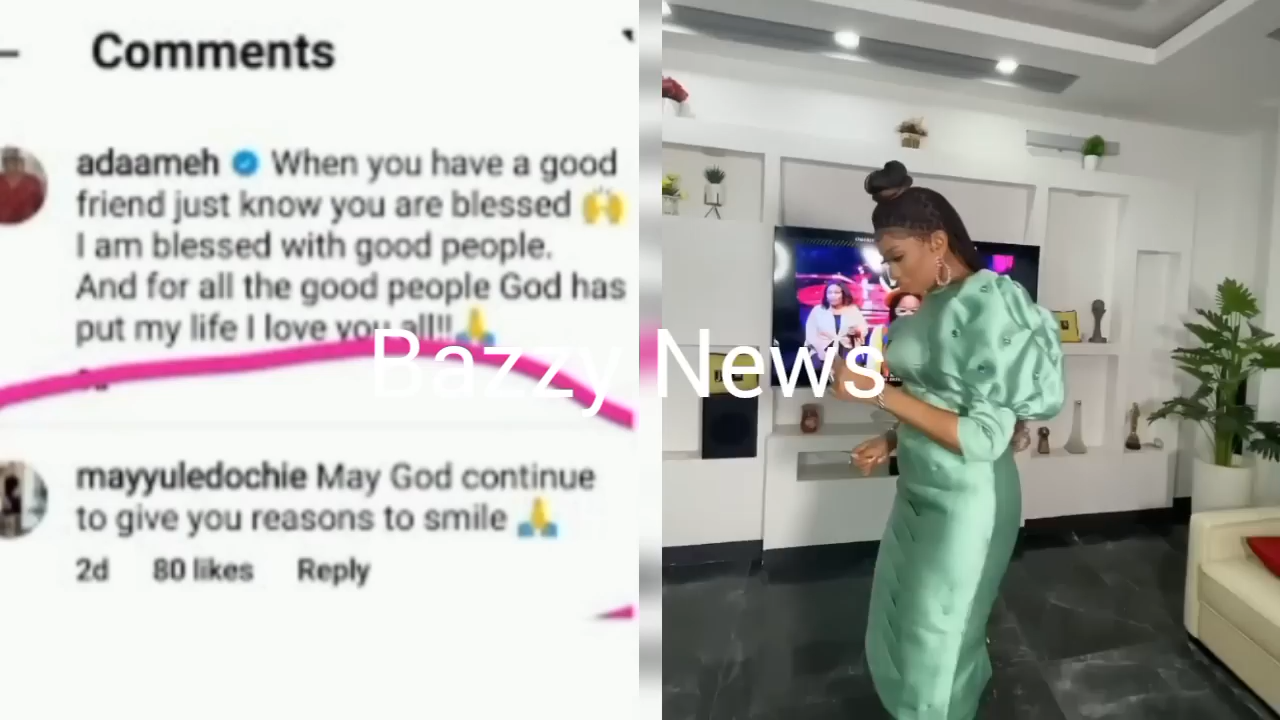 Comments
adaameh When you have a good
friend just know you are blessed 🙌
I am blessed with good people.
And for all the good people God has
put my life I love you all!!🙏
Bazzy News
mayyuledochie May God continue
to give you reasons to smile 🙏
2d 80 likes Reply